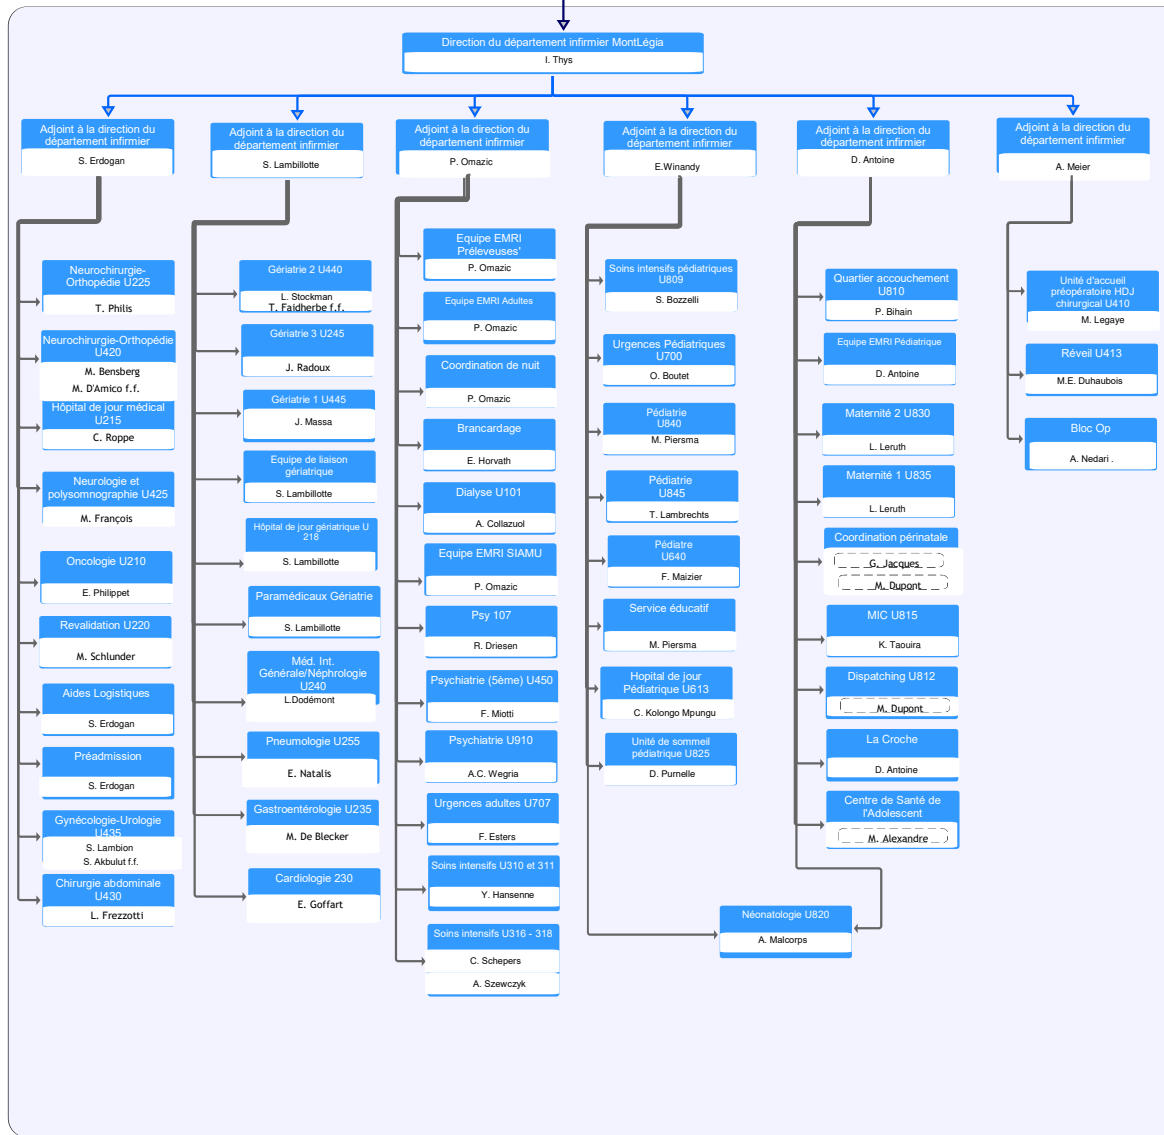 Direction du département infirmier MontLégia
I. Thys
Adjoint à la direction du
département infirmier
S. Erdogan
Neurochirurgie-
Orthopédie U225
T. Philis
Neurochirurgie-Orthopédie
U420
M. Bensberg
M. D'Amico f.f.
Hôpital de jour médical
U215
C. Roppe
Neurologie et
polysomnographie U425
M. François
Oncologie U210
E. Philippet
Revalidation U220
M. Schlunder
Aides Logistiques
S. Erdogan
Préadmission
S. Erdogan
Gynécologie-Urologie
U435
S. Lambion
S. Akbulut f.f.
Chirurgie abdominale
U430
L. Frezzotti
Adjoint à la direction du
département infirmier
S. Lambillotte
Gériatrie 2 U440
L. Stockman
T. Faidherbe f.f.
Gériatrie 3 U245
J. Radoux
Gériatrie 1 U445
J. Massa
Equipe de liaison
gériatrique
S. Lambillotte
Hôpital de jour gériatrique U
218
S. Lambillotte
Paramédicaux Gériatrie
S. Lambillotte
Méd. Int.
Générale/Néphrologie
U240
L.Dodémont
Pneumologie U255
E. Natalis
Gastroentérologie U235
M. De Blecker
Cardiologie 230
E. Goffart
Adjoint à la direction du
département infirmier
P. Omazic
Equipe EMRI
Préleveuses'
P. Omazic
Equipe EMRI Adultes
P. Omazic
Coordination de nuit
P. Omazic
Brancardage
E. Horvath
Dialyse U101
A. Collazuol
Equipe EMRI SIAMU
P. Omazic
Psy 107
R. Driesen
Psychiatrie (5ème) U450
F. Miotti
Psychiatrie U910
A.C. Wegria
Urgences adultes U707
F. Esters
Soins intensifs U310 et 311
Y. Hansenne
Soins intensifs U316 - 318
C. Schepers
A. Szewczyk
Adjoint à la direction du
département infirmier
E.Winandy
Soins intensifs pédiatriques
U809
S. Bozzelli
Urgences Pédiatriques
U700
O. Boutet
Pédiatrie
U840
M. Piersma
Pédiatrie
U845
T. Lambrechts
Pédiatre
U640
F. Maizier
Service éducatif
M. Piersma
Hopital de jour
Pédiatrique U613
C. Kolongo Mpungu
Unité de sommeil
pédiatrique U825
D. Purnelle
Néonatologie U820
A. Malcorps
Adjoint à la direction du
département infirmier
D. Antoine
Quartier accouchement
U810
P. Bihain
Equipe EMRI Pédiatrique
D. Antoine
Maternité 2 U830
L. Leruth
Maternité 1 U835
L. Leruth
Coordination périnatale
G. Jacques
M. Dupont
MIC U815
K. Taouira
Dispatching U812
M. Dupont
La Croche
D. Antoine
Centre de Santé de
l'Adolescent
M. Alexandre
Adjoint à la direction du
département infirmier
A. Meier
Unité d'accueil
préopératoire HDJ
chirurgical U410
M. Legaye
Réveil U413
M.E. Duhaubois
Bloc Op
A. Nedari .